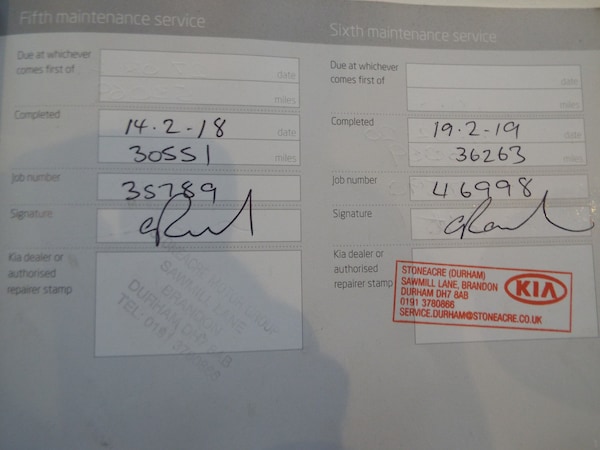 Fifth maintenance service
Due at whichever
comes first of
date
miles
Completed
14.2-18 date
30551 miles
Job number
35789
Signature
Kia dealer or
authorised
repairer stamp
Sixth maintenance service
Due at whichever
comes first of
date
miles
Completed
19.2-19 date
36263 miles
Job number
46998
Signature
Kia dealer or
authorised
repairer stamp
STONEACRE (DURHAM)
SAWMILL LANE, BRANDON
DURHAM DH7 8AB
0191 3780866
SERVICE.DURHAM@STONEACRE.CO.UK
KIA